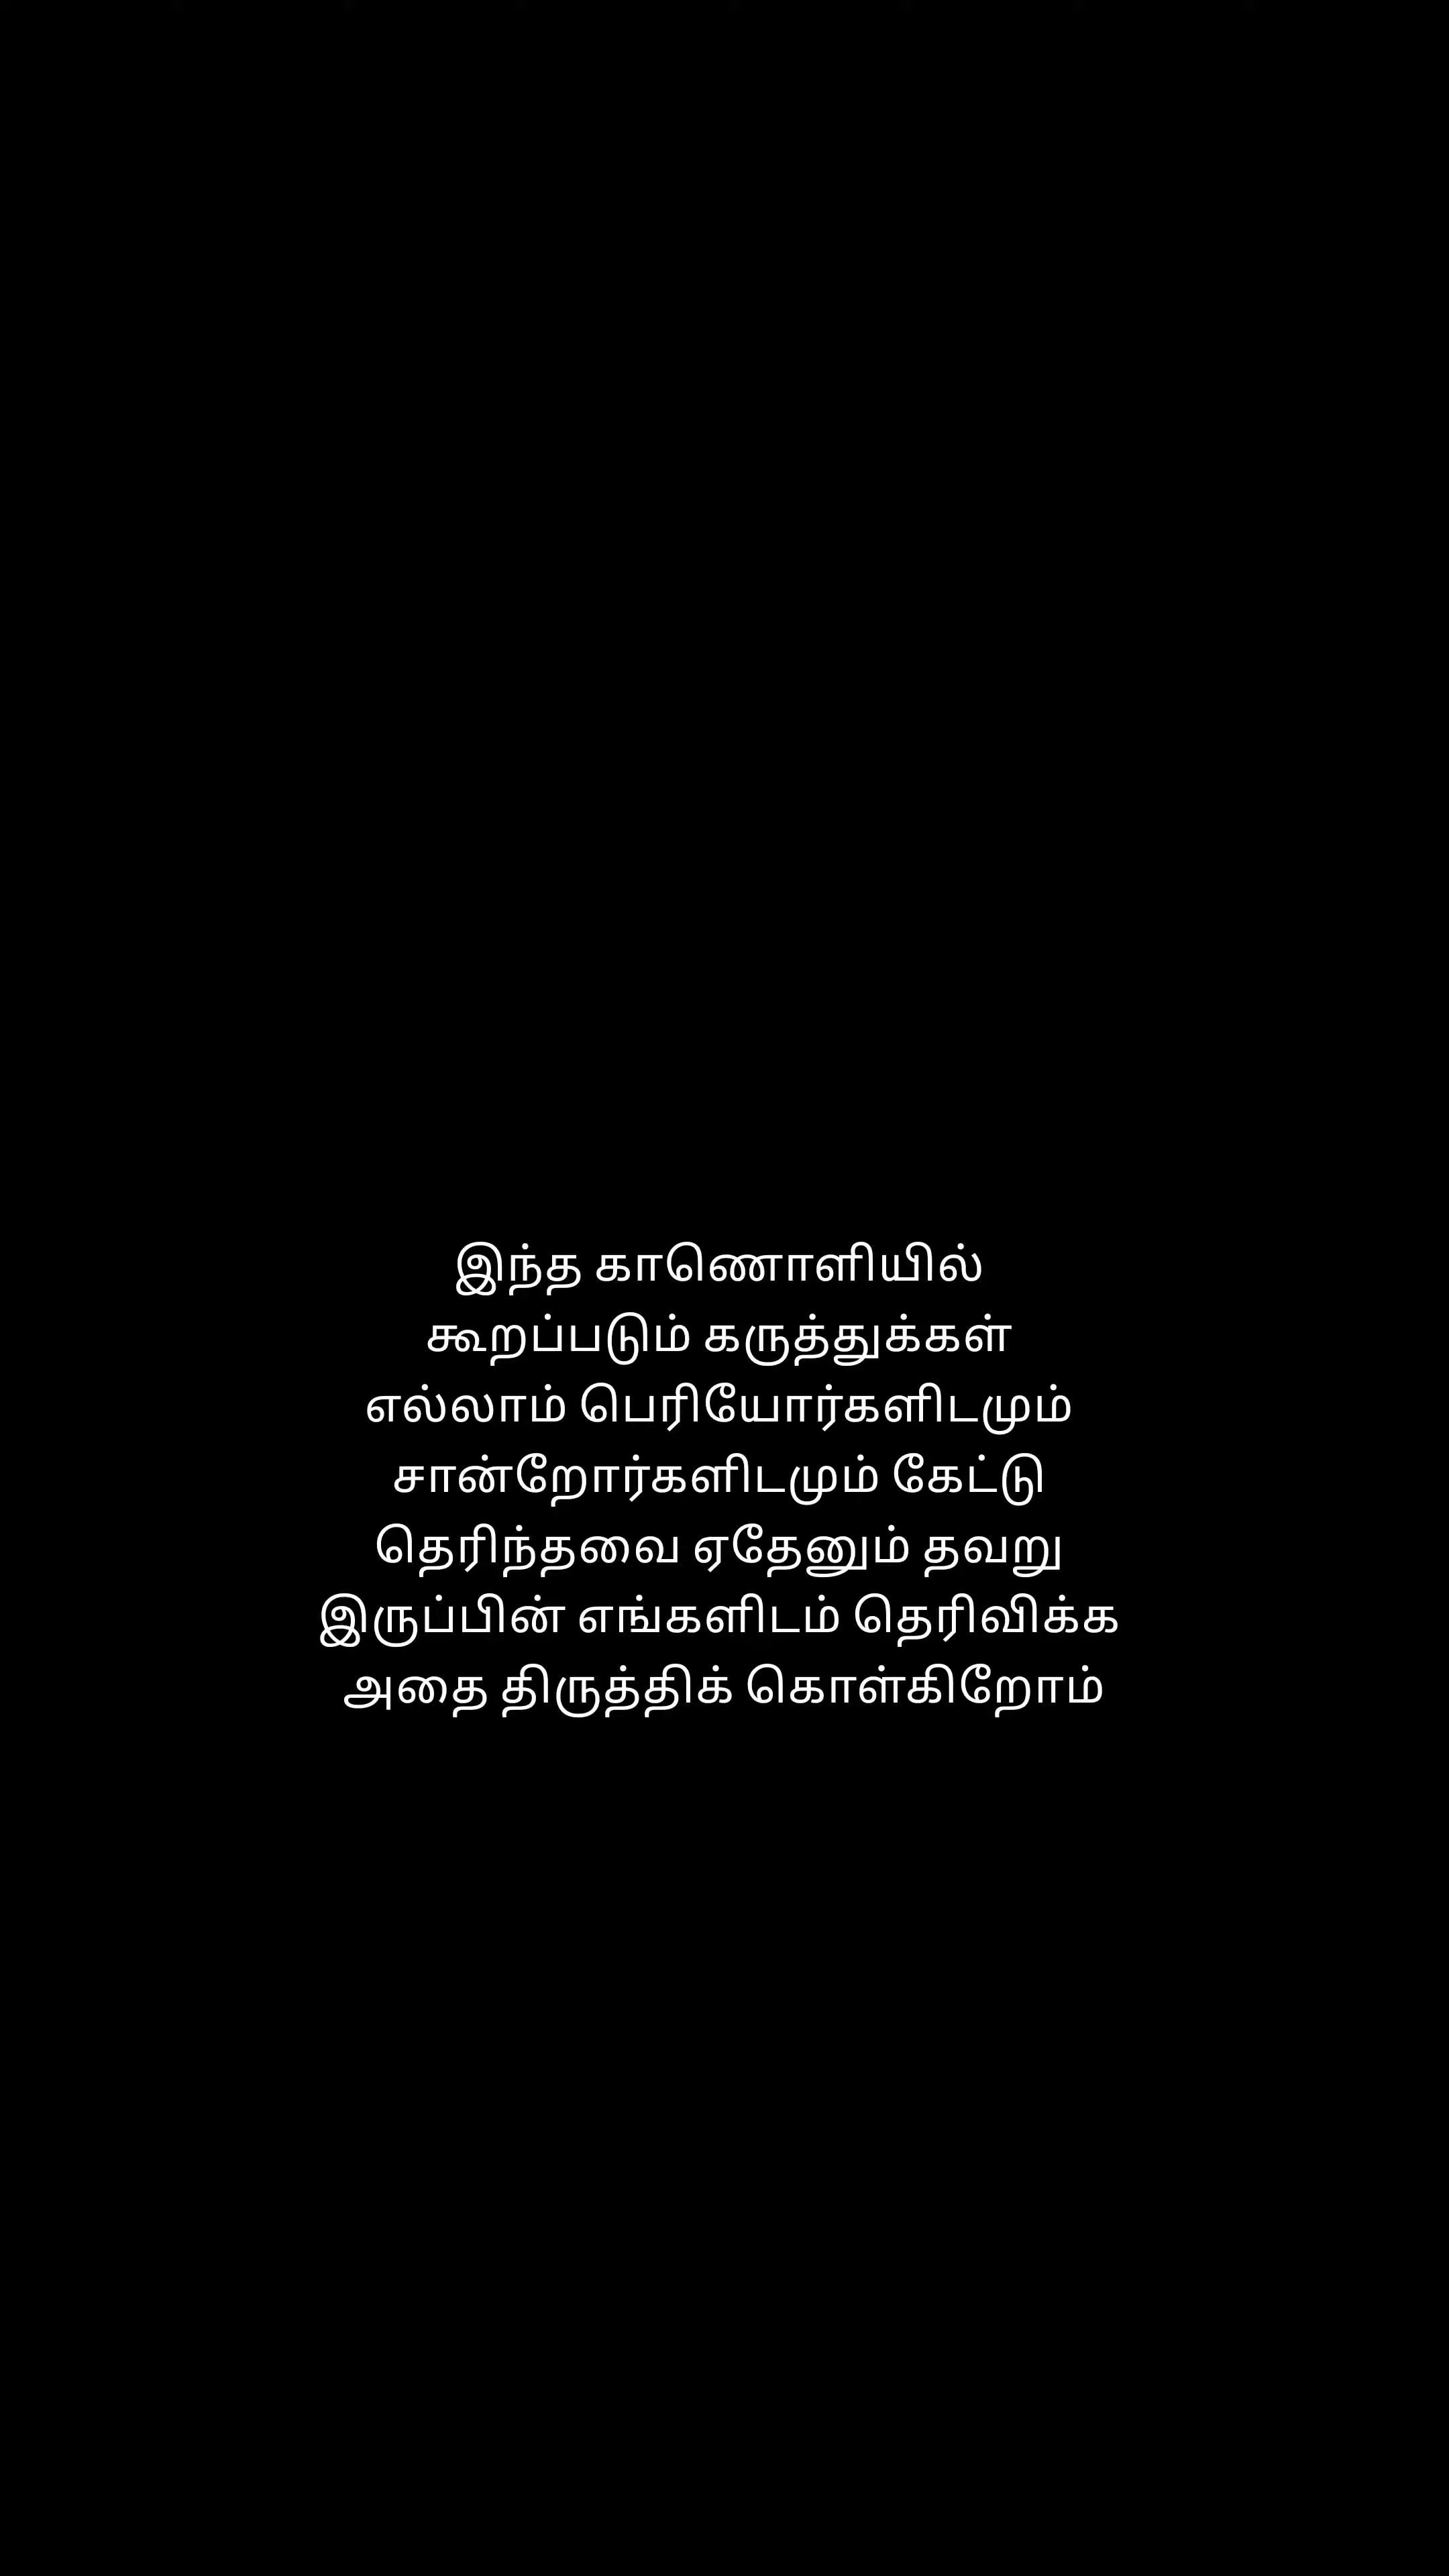 இந்த காணொளியில்
கூறப்படும் கருத்துக்கள்
எல்லாம் பெரியோர்களிடமும்
சான்றோர்களிடமும் கேட்டு
தெரிந்தவை ஏதேனும் தவறு
இருப்பின் எங்களிடம் தெரிவிக்க
அதை திருத்திக் கொள்கிறோம்